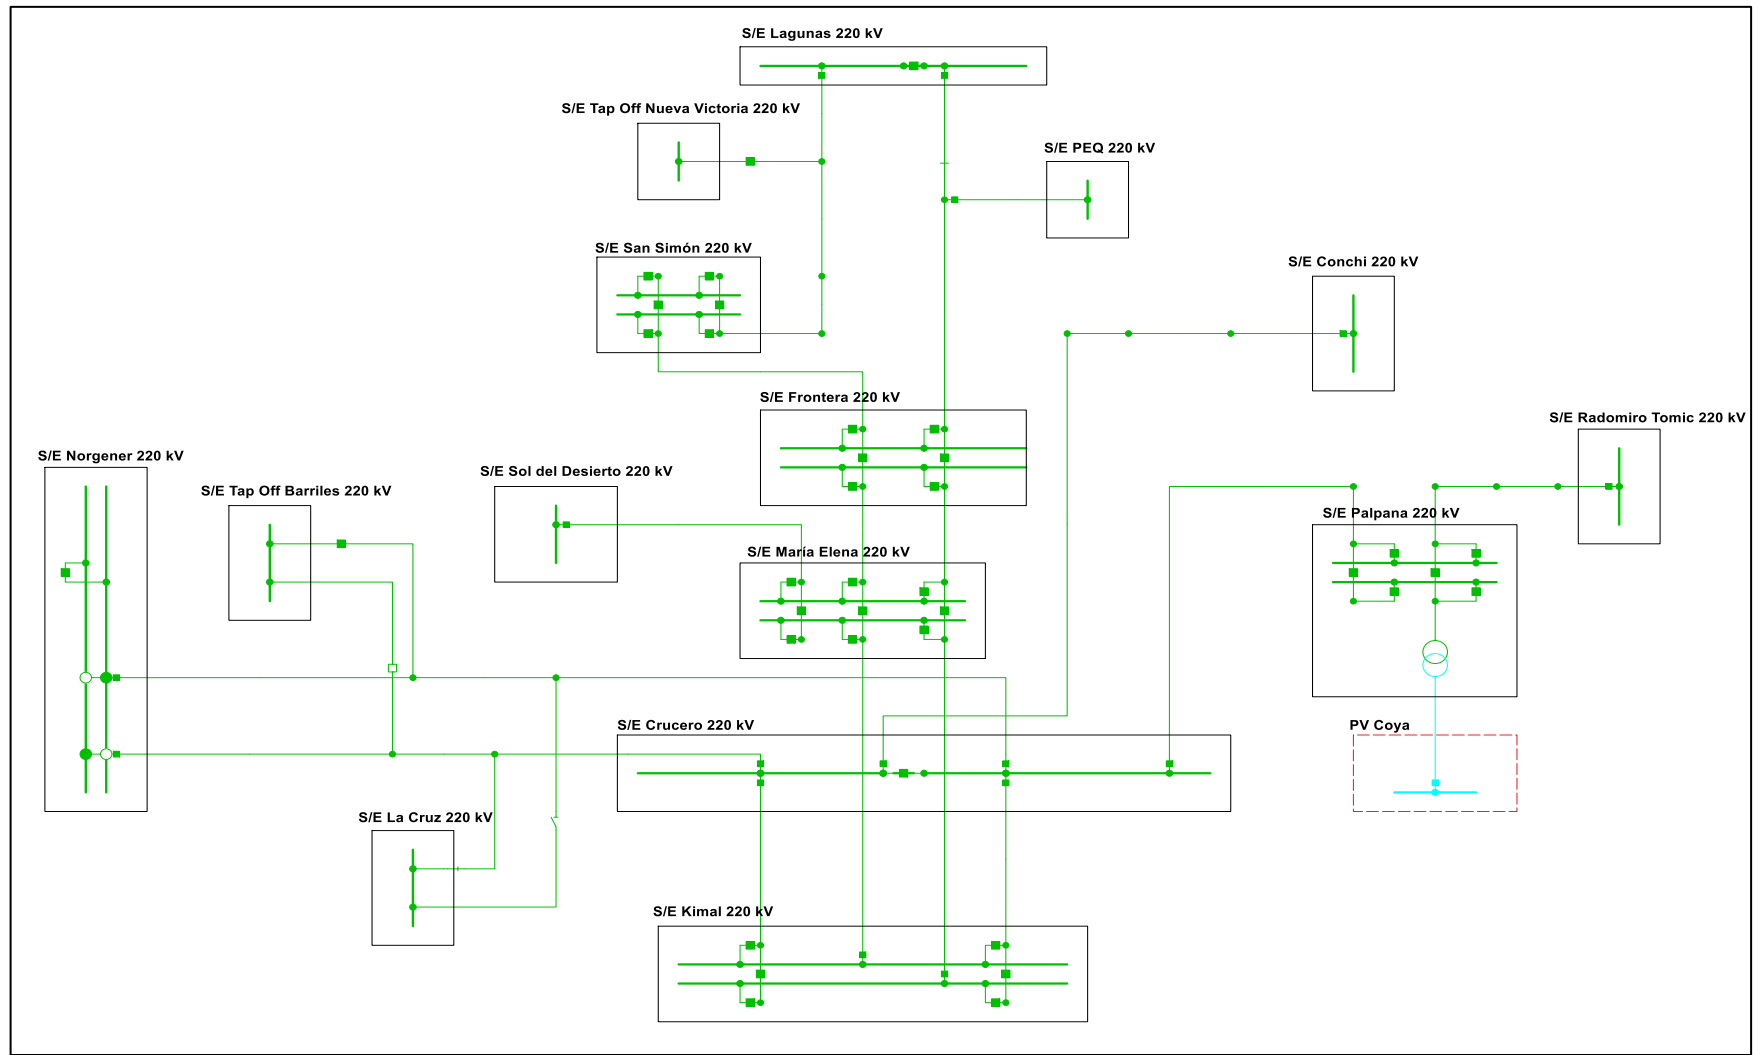 S/E Lagunas 220 kV
S/E Tap Off Nueva Victoria 220 kV
S/E PEQ 220 kV
S/E San Simón 220 kV
S/E Conchi 220 kV
S/E Frontera 220 kV
S/E Radomiro Tomic 220 kV
S/E Norgener 220 kV
S/E Sol del Desierto 220 kV
S/E Tap Off Barriles 220 kV
S/E Palpana 220 kV
S/E María Elena 220 kV
S/E Crucero 220 kV
PV Coya
S/E La Cruz 220 kV
S/E Kimal 220 kV